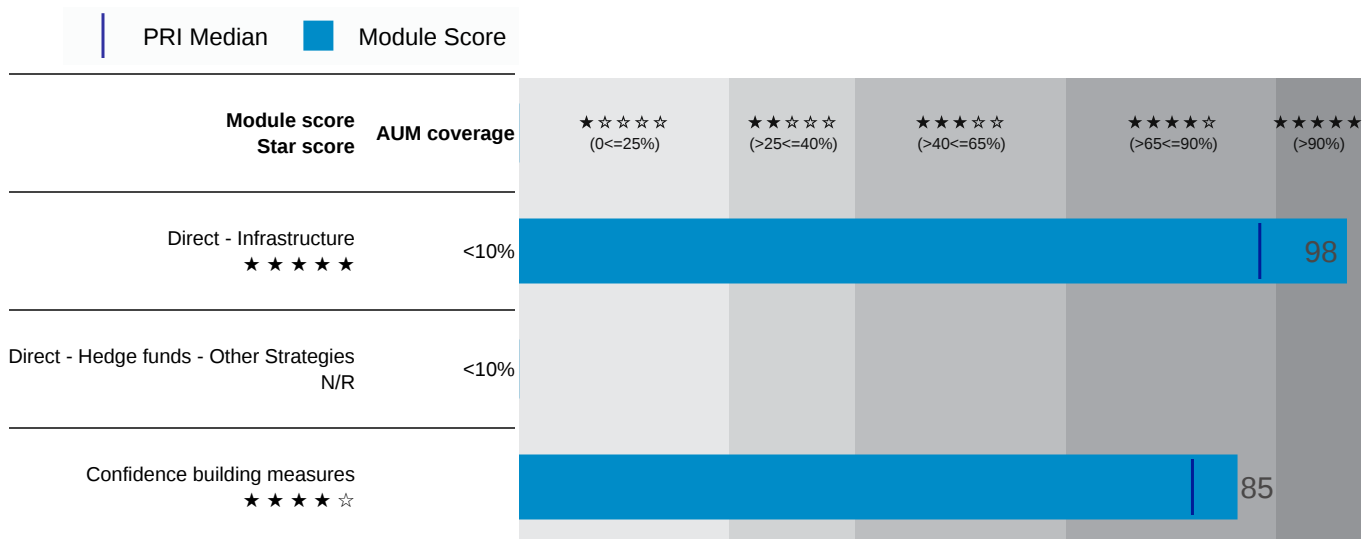 PRI Median Module Score
Module score
Star score
AUM coverage
★☆☆☆☆
(0<=25%)
★★☆☆☆
(>25<=40%)
★★★☆☆
(>40<=65%)
★★★★☆
(>65<=90%)
★★★★★
(>90%)
Direct - Infrastructure
★★★★★
<10%
98
Direct - Hedge funds - Other Strategies
N/R
<10%
Confidence building measures
★★★★☆
85